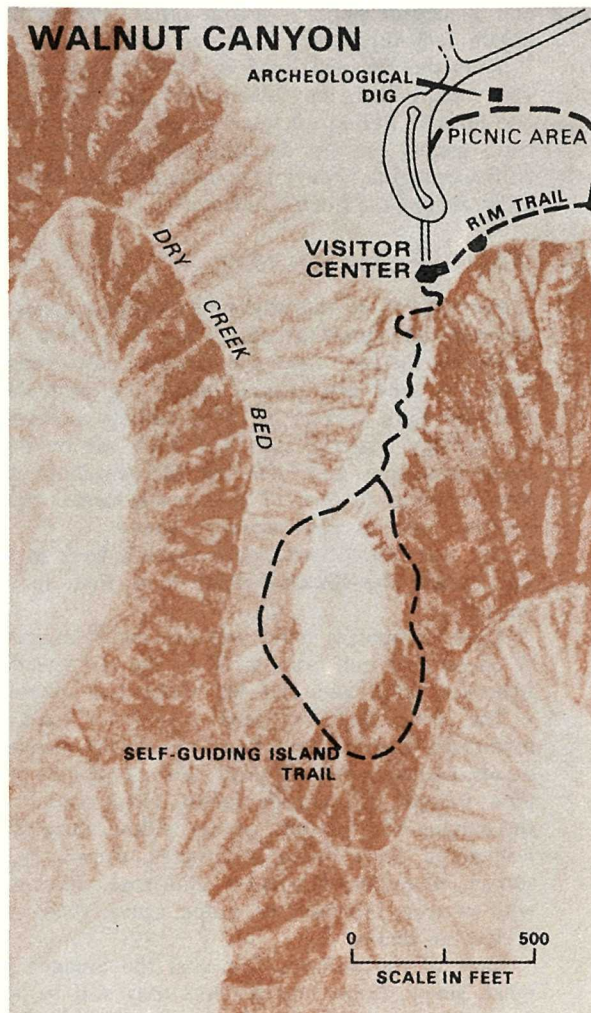 WALNUT CANYON
ARCHEOLOGICAL
DIG
PICNIC AREA
RIM TRAIL
VISITOR
CENTER
DRY
CREEK
BED
SELF-GUIDING ISLAND
TRAIL
0 500
SCALE IN FEET